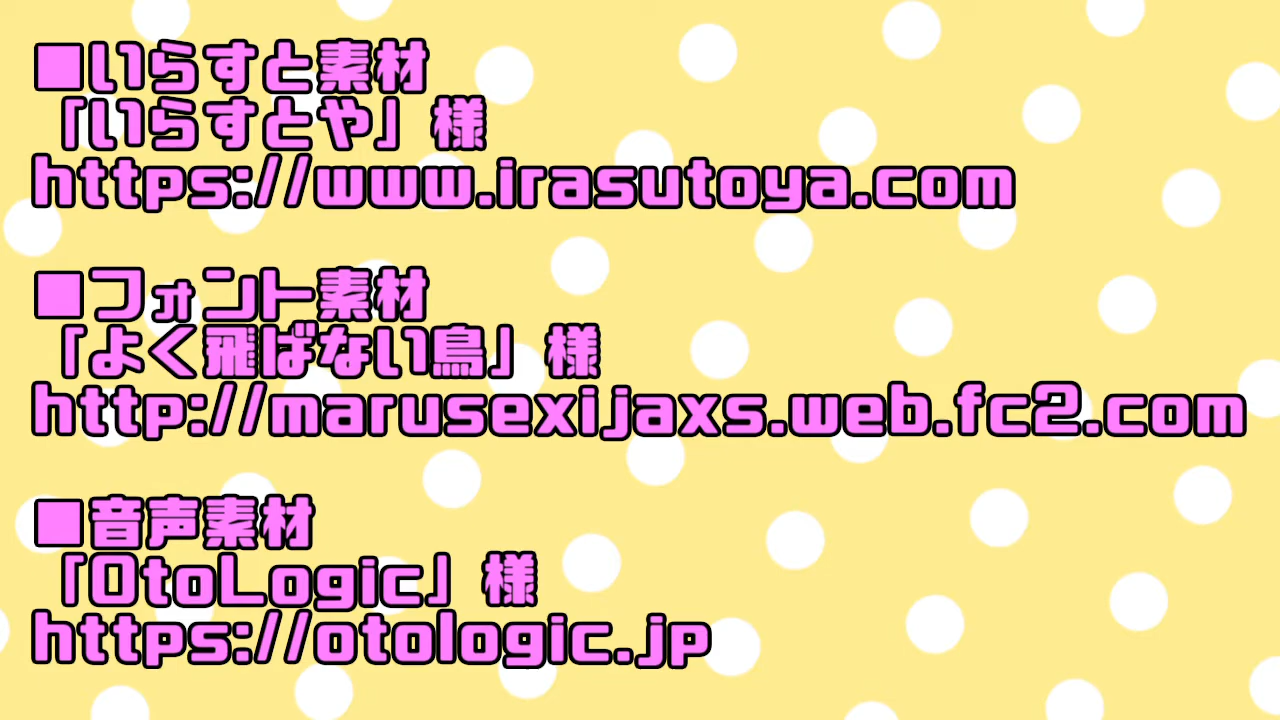 ■いらすと素材
「いらすとや」様
https://www.irasutoya.com
■フォント素材
「よく飛ばない鳥」様
http://marusexijaxs.web.fc2.com
■音声素材
「OtoLogic」様
https://otologic.jp